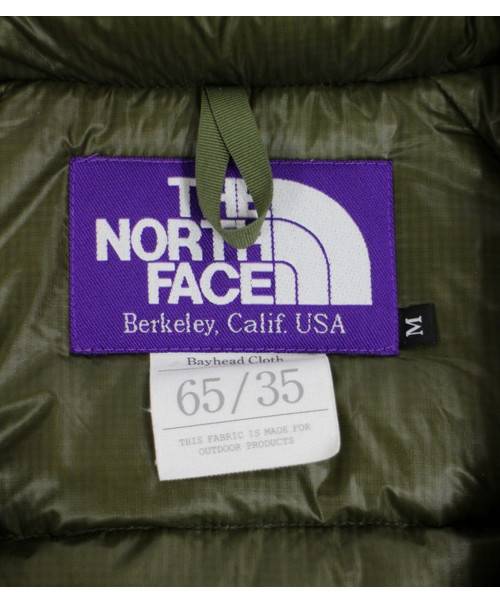 THE
NORTH
FACE
Berkeley, Calif. USA
M
Bayhead Cloth
65/35
THIS FABRIC IS MADE FOR
OUTDOOR PRODUCTS